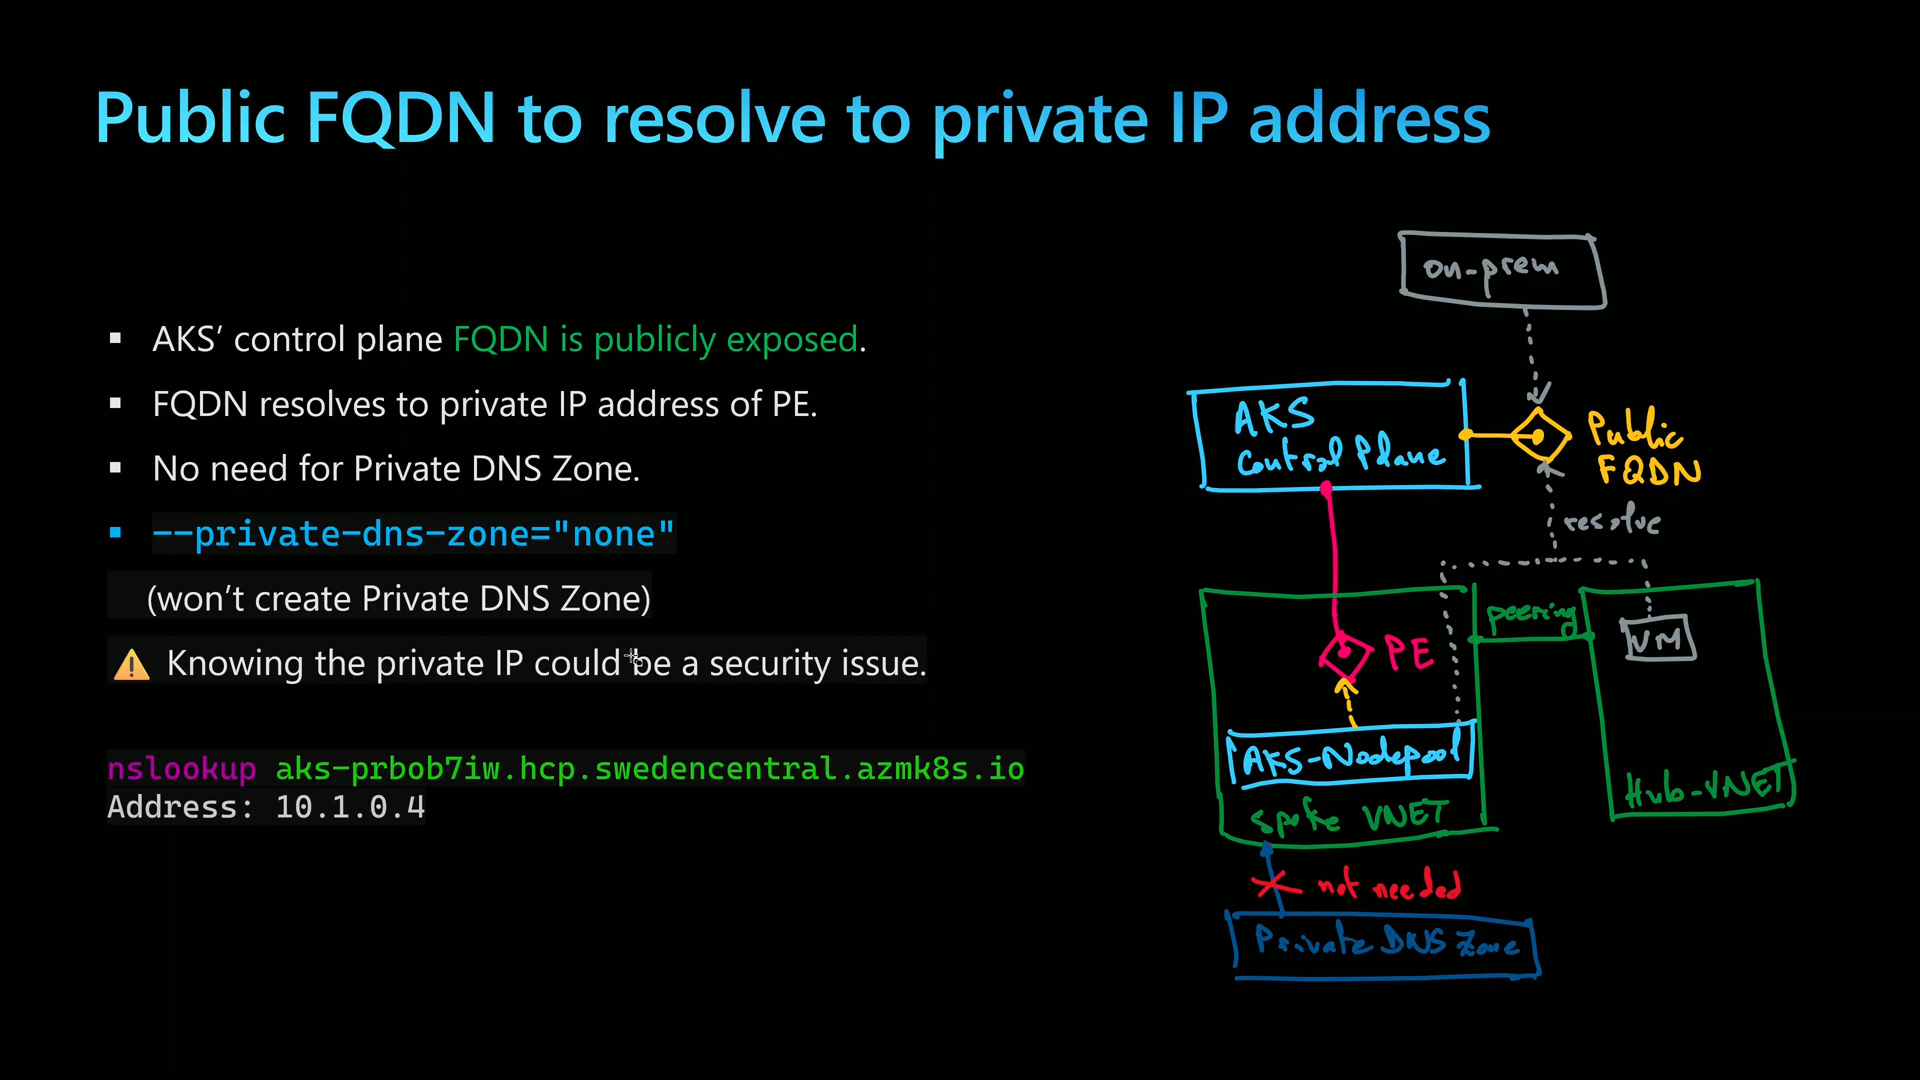 Public FQDN to resolve to private IP address
▪ AKS’ control plane FQDN is publicly exposed.
▪ FQDN resolves to private IP address of PE.
▪ No need for Private DNS Zone.
▪ --private-dns-zone="none"
(won’t create Private DNS Zone)
⚠ Knowing the private IP could be a security issue.
nslookup aks-prbob7iw.hcp.swedencentral.azmk8s.io
Address: 10.1.0.4
on-prem
AKS
Control Plane
Public
FQDN
resolve
peering
VM
PE
AKS-Nodepool
spoke VNET
Hub-VNET
not needed
Private DNS Zone